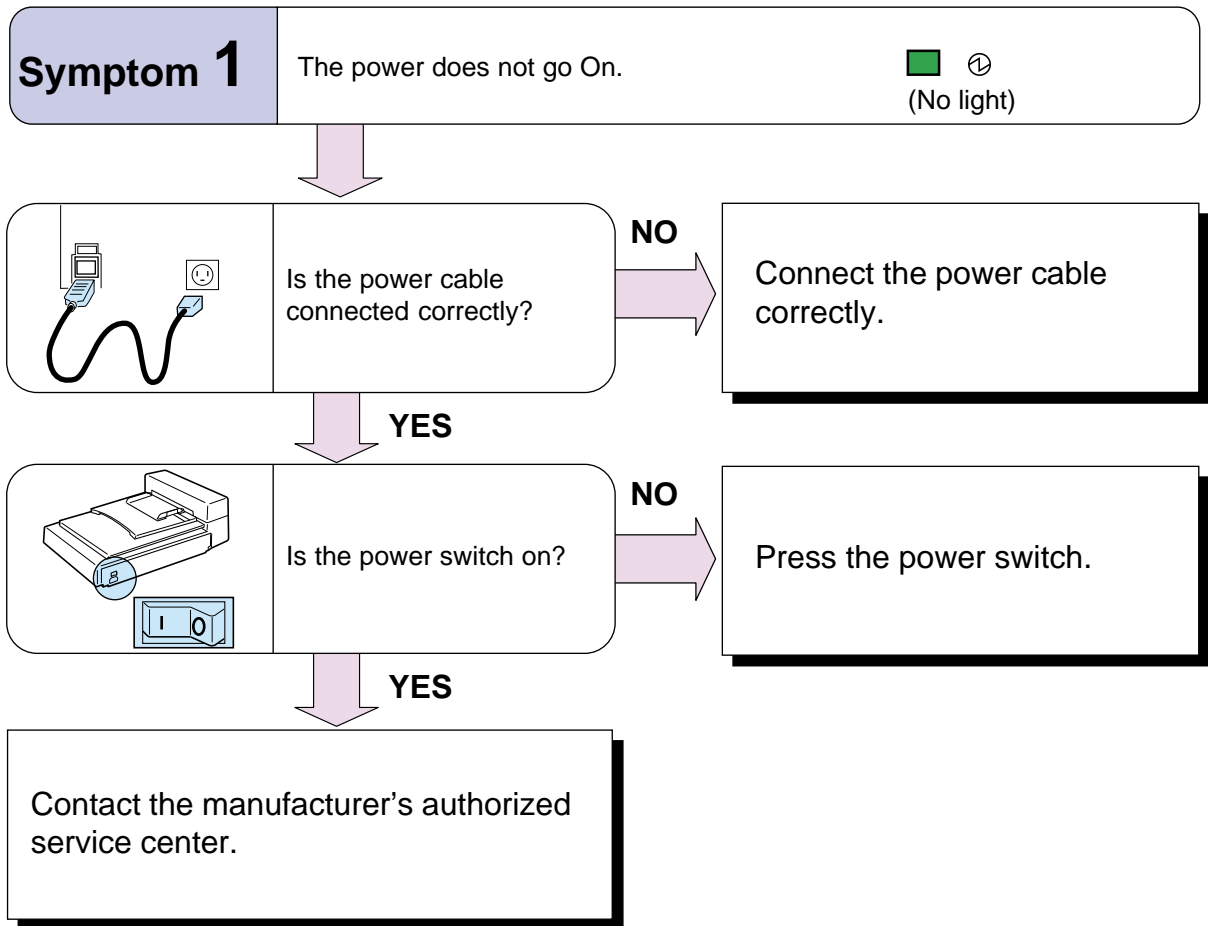 Symptom 1
The power does not go On.
(No light)
Is the power cable
connected correctly?
NO
Connect the power cable
correctly.
YES
Is the power switch on?
NO
Press the power switch.
I O
YES
Contact the manufacturer's authorized
service center.